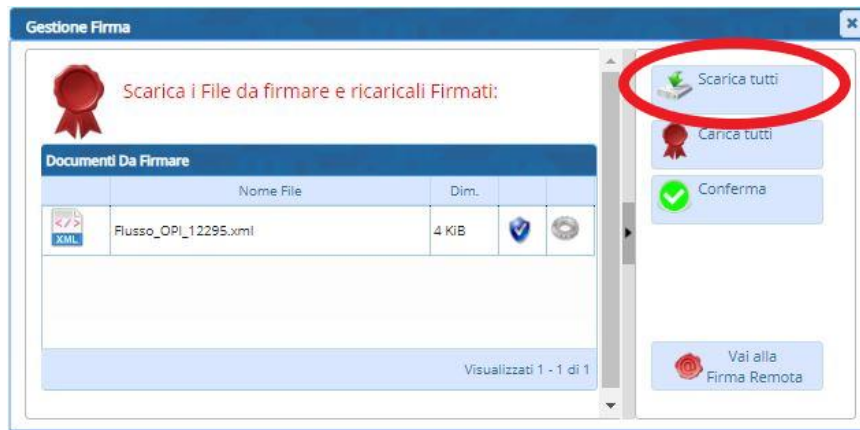 Gestione Firma
Scarica i File da firmare e ricaricali Firmati:
Documenti Da Firmare
Nome File Dim.
XML Flusso_OPI_12295.xml 4 KiB
Visualizzati 1 - 1 di 1
Scarica tutti
Carica tutti
Conferma
Vai alla
Firma Remota